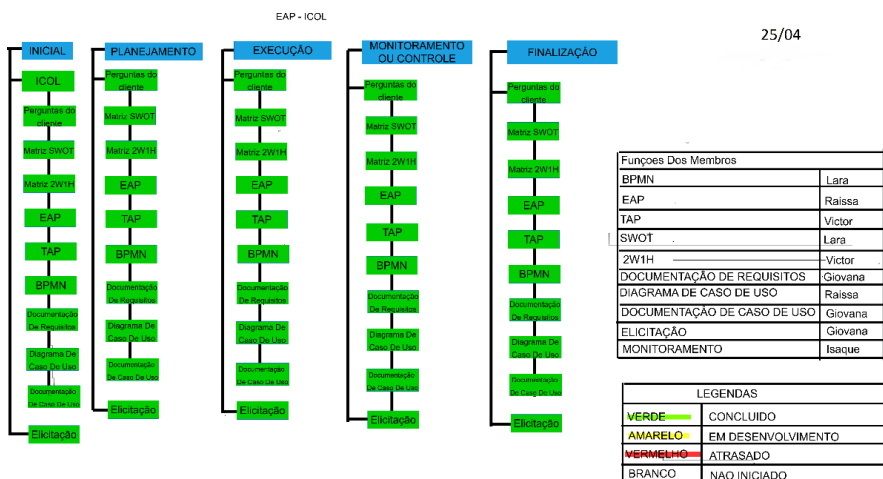 EAP - ICOL
25/04
INICIAL
ICOL
Perguntas do
cliente
Matriz SWOT
Matriz 2W1H
EAP
TAP
BPMN
Documentação
De Requisitos
Diagrama De
Caso De Uso
Documentação
De Caso De Uso
Elicitação
PLANEJAMENTO
Perguntas do
cliente
Matriz SWOT
Matriz 2W1H
EAP
TAP
BPMN
Documentação
De Requisitos
Diagrama De
Caso De Uso
Documentação
De Caso De Uso
Elicitação
EXECUÇÃO
Perguntas do
cliente
Matriz SWOT
Matriz 2W1H
EAP
TAP
BPMN
Documentação
De Requisitos
Diagrama De
Caso De Uso
Documentação
De Caso De Uso
Elicitação
MONITORAMENTO
OU CONTROLE
Perguntas do
cliente
Matriz SWOT
Matriz 2W1H
EAP
TAP
BPMN
Documentação
De Requisitos
Diagrama De
Caso De Uso
Documentação
De Caso De Uso
Elicitação
FINALIZAÇÃO
Perguntas do
cliente
Matriz SWOT
Matriz 2W1H
EAP
TAP
BPMN
Documentação
De Requisitos
Diagrama De
Caso De Uso
Documentação
De Caso De Uso
Elicitação
Funçoes Dos Membros
BPMN Lara
EAP Raissa
TAP Victor
SWOT Lara
2W1H Victor
DOCUMENTAÇÃO DE REQUISITOS Giovana
DIAGRAMA DE CASO DE USO Raissa
DOCUMENTAÇÃO DE CASO DE USO Giovana
ELICITAÇÃO Giovana
MONITORAMENTO Isaque
LEGENDAS
VERDE CONCLUIDO
AMARELO EM DESENVOLVIMENTO
VERMELHO ATRASADO
BRANCO NAO INICIADO